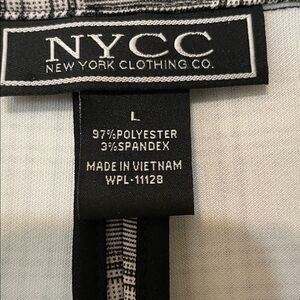 NYCC
NEW YORK CLOTHING CO.
L
97%POLYESTER
3%SPANDEX
MADE IN VIETNAM
WPL-11128